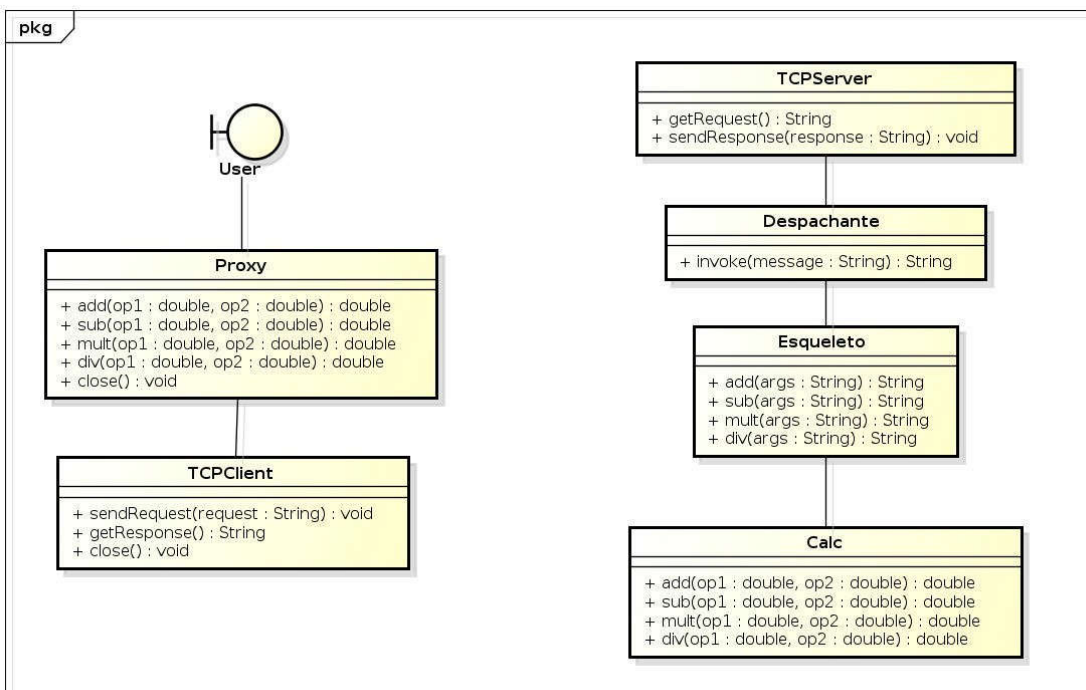 pkg
User
Proxy
+ add(op1 : double, op2 : double) : double
+ sub(op1 : double, op2 : double) : double
+ mult(op1 : double, op2 : double) : double
+ div(op1 : double, op2 : double) : double
+ close() : void
TCPClient
+ sendRequest(request : String) : void
+ getResponse() : String
+ close() : void
TCPServer
+ getRequest() : String
+ sendResponse(response : String) : void
Despachante
+ invoke(message : String) : String
Esqueleto
+ add(args : String) : String
+ sub(args : String) : String
+ mult(args : String) : String
+ div(args : String) : String
Calc
+ add(op1 : double, op2 : double) : double
+ sub(op1 : double, op2 : double) : double
+ mult(op1 : double, op2 : double) : double
+ div(op1 : double, op2 : double) : double